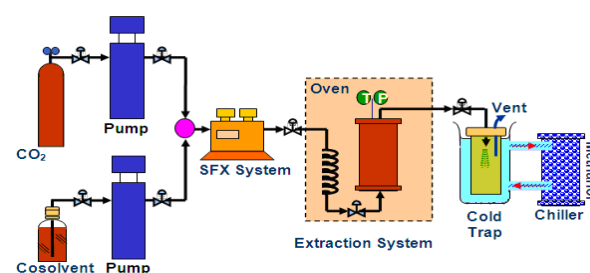 Oven
T P
Vent
Pump
CO2
SFX System
Cold
Trap
Chiller
Extraction System
Cosolvent
Pump